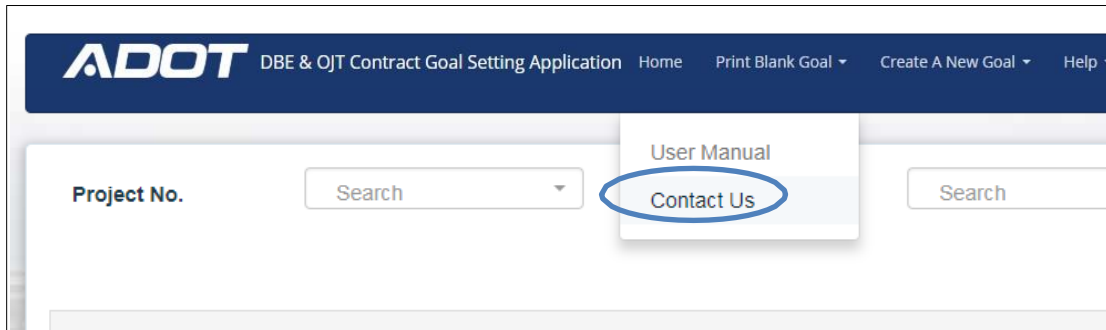 ADOT DBE & OJT Contract Goal Setting Application Home Print Blank Goal Create A New Goal Help
User Manual
Project No. Search Contact Us Search